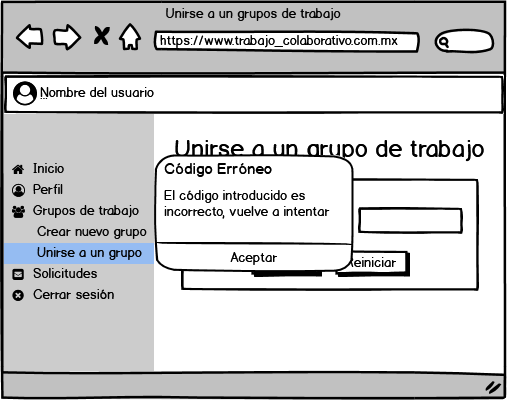 Unirse a un grupos de trabajo
https://www.trabajo_colaborativo.com.mx
Nombre del usuario
Unirse a un grupo de trabajo
Inicio
Perfil
Grupos de trabajo
Crear nuevo grupo
Unirse a un grupo
Solicitudes
Cerrar sesión
Código Erróneo
El código introducido es
incorrecto, vuelve a intentar
Aceptar
Reiniciar